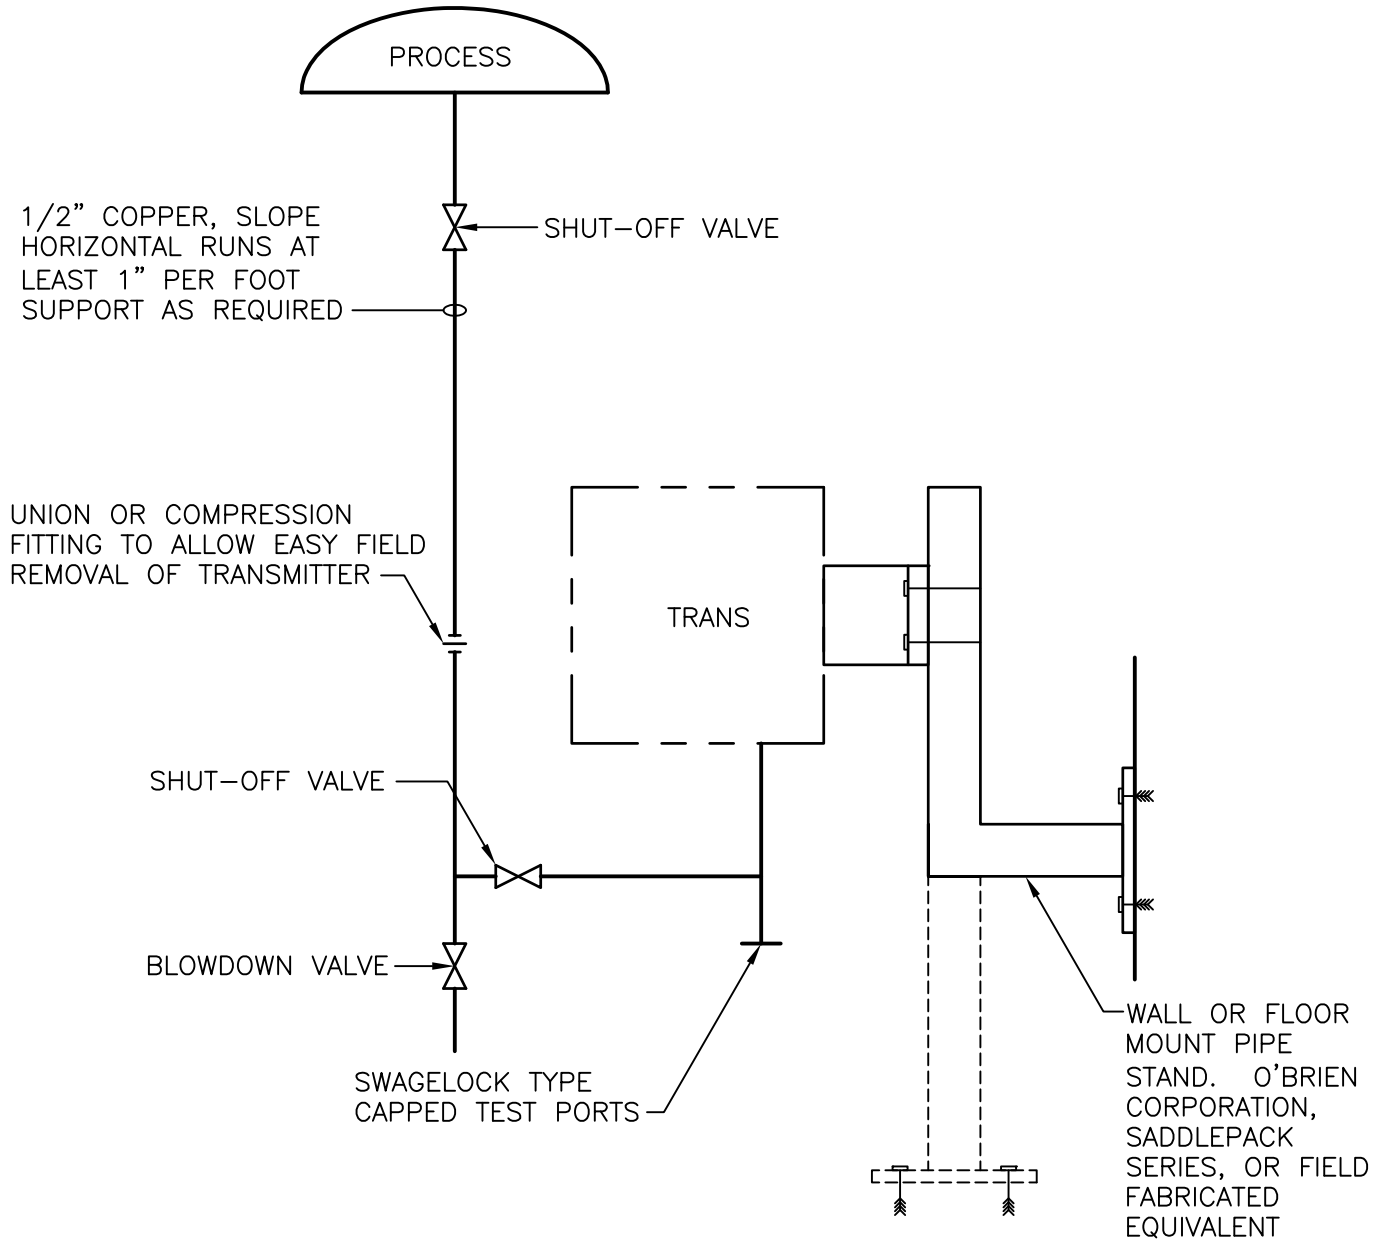 PROCESS
1/2" COPPER, SLOPE
HORIZONTAL RUNS AT
LEAST 1" PER FOOT
SUPPORT AS REQUIRED
SHUT-OFF VALVE
UNION OR COMPRESSION
FITTING TO ALLOW EASY FIELD
REMOVAL OF TRANSMITTER
TRANS
SHUT-OFF VALVE
BLOWDOWN VALVE
SWAGELOCK TYPE
CAPPED TEST PORTS
WALL OR FLOOR
MOUNT PIPE
STAND. O'BRIEN
CORPORATION,
SADDLEPACK
SERIES, OR FIELD
FABRICATED
EQUIVALENT